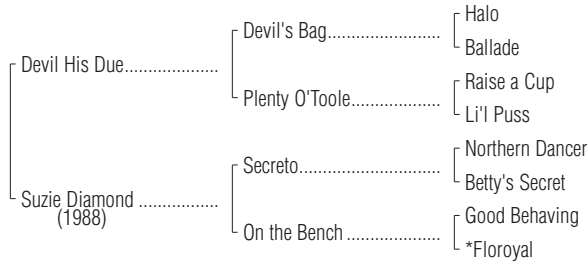 Halo
Devil's Bag....................
Ballade
Devil His Due..................
Raise a Cup
Plenty O'Toole................
Li'l Puss
Northern Dancer
Secreto.........................
Betty's Secret
Suzie Diamond ................
(1988)
Good Behaving
On the Bench .................
*Floroyal